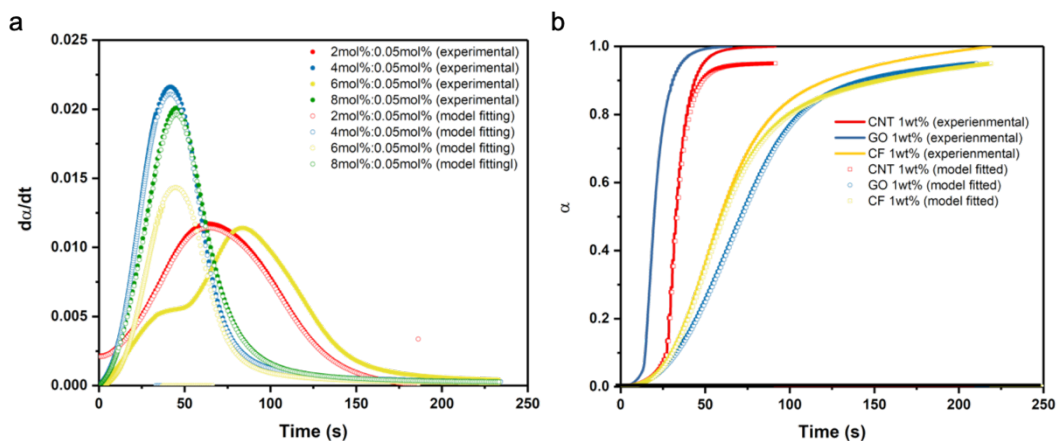 a
0.025
0.020
0.015
0.010
0.005
0.000
dα/dt
2mol%:0.05mol% (experimental)
4mol%:0.05mol% (experimental)
6mol%:0.05mol% (experimental)
8mol%:0.05mol% (experimental)
2mol%:0.05mol% (model fitting)
4mol%:0.05mol% (model fitting)
6mol%:0.05mol% (model fitting)
8mol%:0.05mol% (model fittingl)
0 50 100 150 200 250
Time (s)
b
1.0
0.8
0.6
0.4
0.2
0.0
α
CNT 1wt% (experienmental)
GO 1wt% (experienmental)
CF 1wt% (experienmental)
CNT 1wt% (model fitted)
GO 1wt% (model fitted)
CF 1wt% (model fitted)
0 50 100 150 200 250
Time (s)